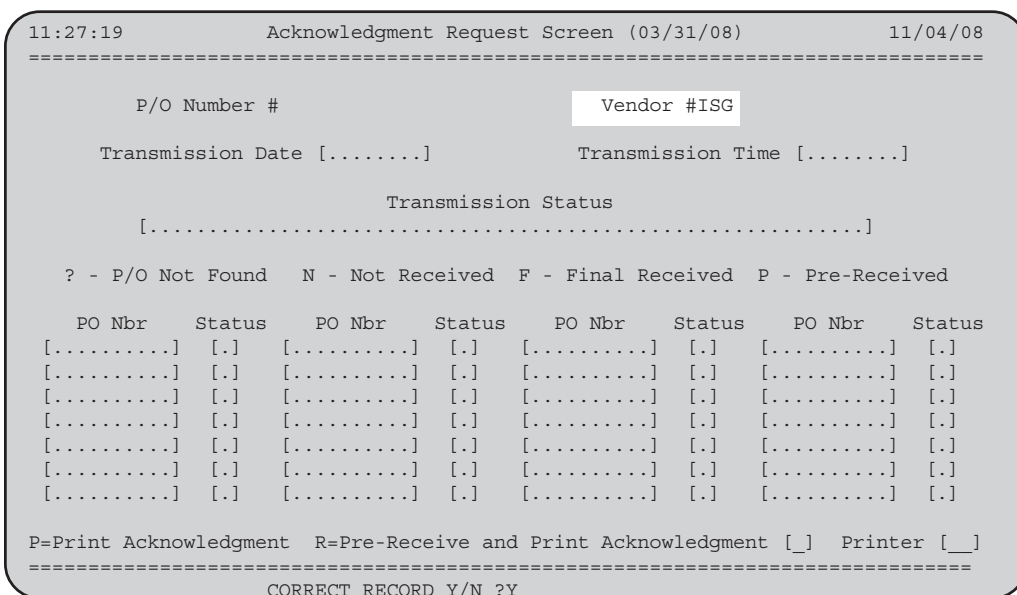 11:27:19 Acknowledgment Request Screen (03/31/08) 11/04/08
================================================================================
P/O Number # Vendor #ISG
Transmission Date [........] Transmission Time [........]
Transmission Status
[............................................................]
? - P/O Not Found N - Not Received F - Final Received P - Pre-Received
PO Nbr Status PO Nbr Status PO Nbr Status PO Nbr Status
[..........] [.] [..........] [.] [..........] [.] [..........] [.]
[..........] [.] [..........] [.] [..........] [.] [..........] [.]
[..........] [.] [..........] [.] [..........] [.] [..........] [.]
[..........] [.] [..........] [.] [..........] [.] [..........] [.]
[..........] [.] [..........] [.] [..........] [.] [..........] [.]
[..........] [.] [..........] [.] [..........] [.] [..........] [.]
[..........] [.] [..........] [.] [..........] [.] [..........] [.]
P=Print Acknowledgment R=Pre-Receive and Print Acknowledgment [_] Printer [__]
===============================================================================
CORRECT RECORD Y/N ?Y